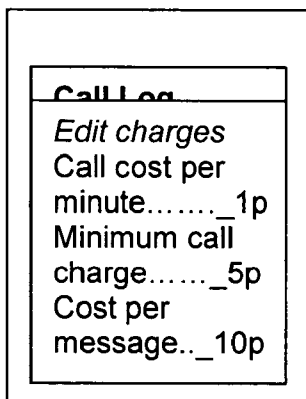 Call Log
Edit charges
Call cost per
minute......._1p
Minimum call
charge......_5p
Cost per
message.._10p